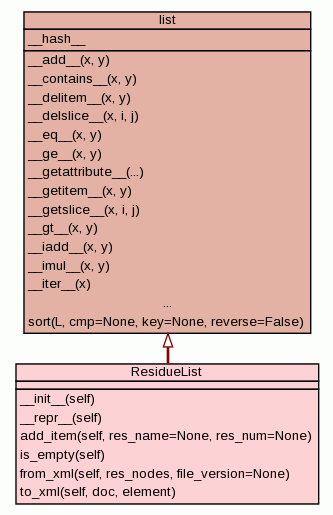 list
__hash__
__add__(x, y)
__contains__(x, y)
__delitem__(x, y)
__delslice__(x, i, j)
__eq__(x, y)
__ge__(x, y)
__getattribute__(...)
__getitem__(x, y)
__getslice__(x, i, j)
__gt__(x, y)
__iadd__(x, y)
__imul__(x, y)
__iter__(x)
...
sort(L, cmp=None, key=None, reverse=False)
ResidueList
__init__(self)
__repr__(self)
add_item(self, res_name=None, res_num=None)
is_empty(self)
from_xml(self, res_nodes, file_version=None)
to_xml(self, doc, element)